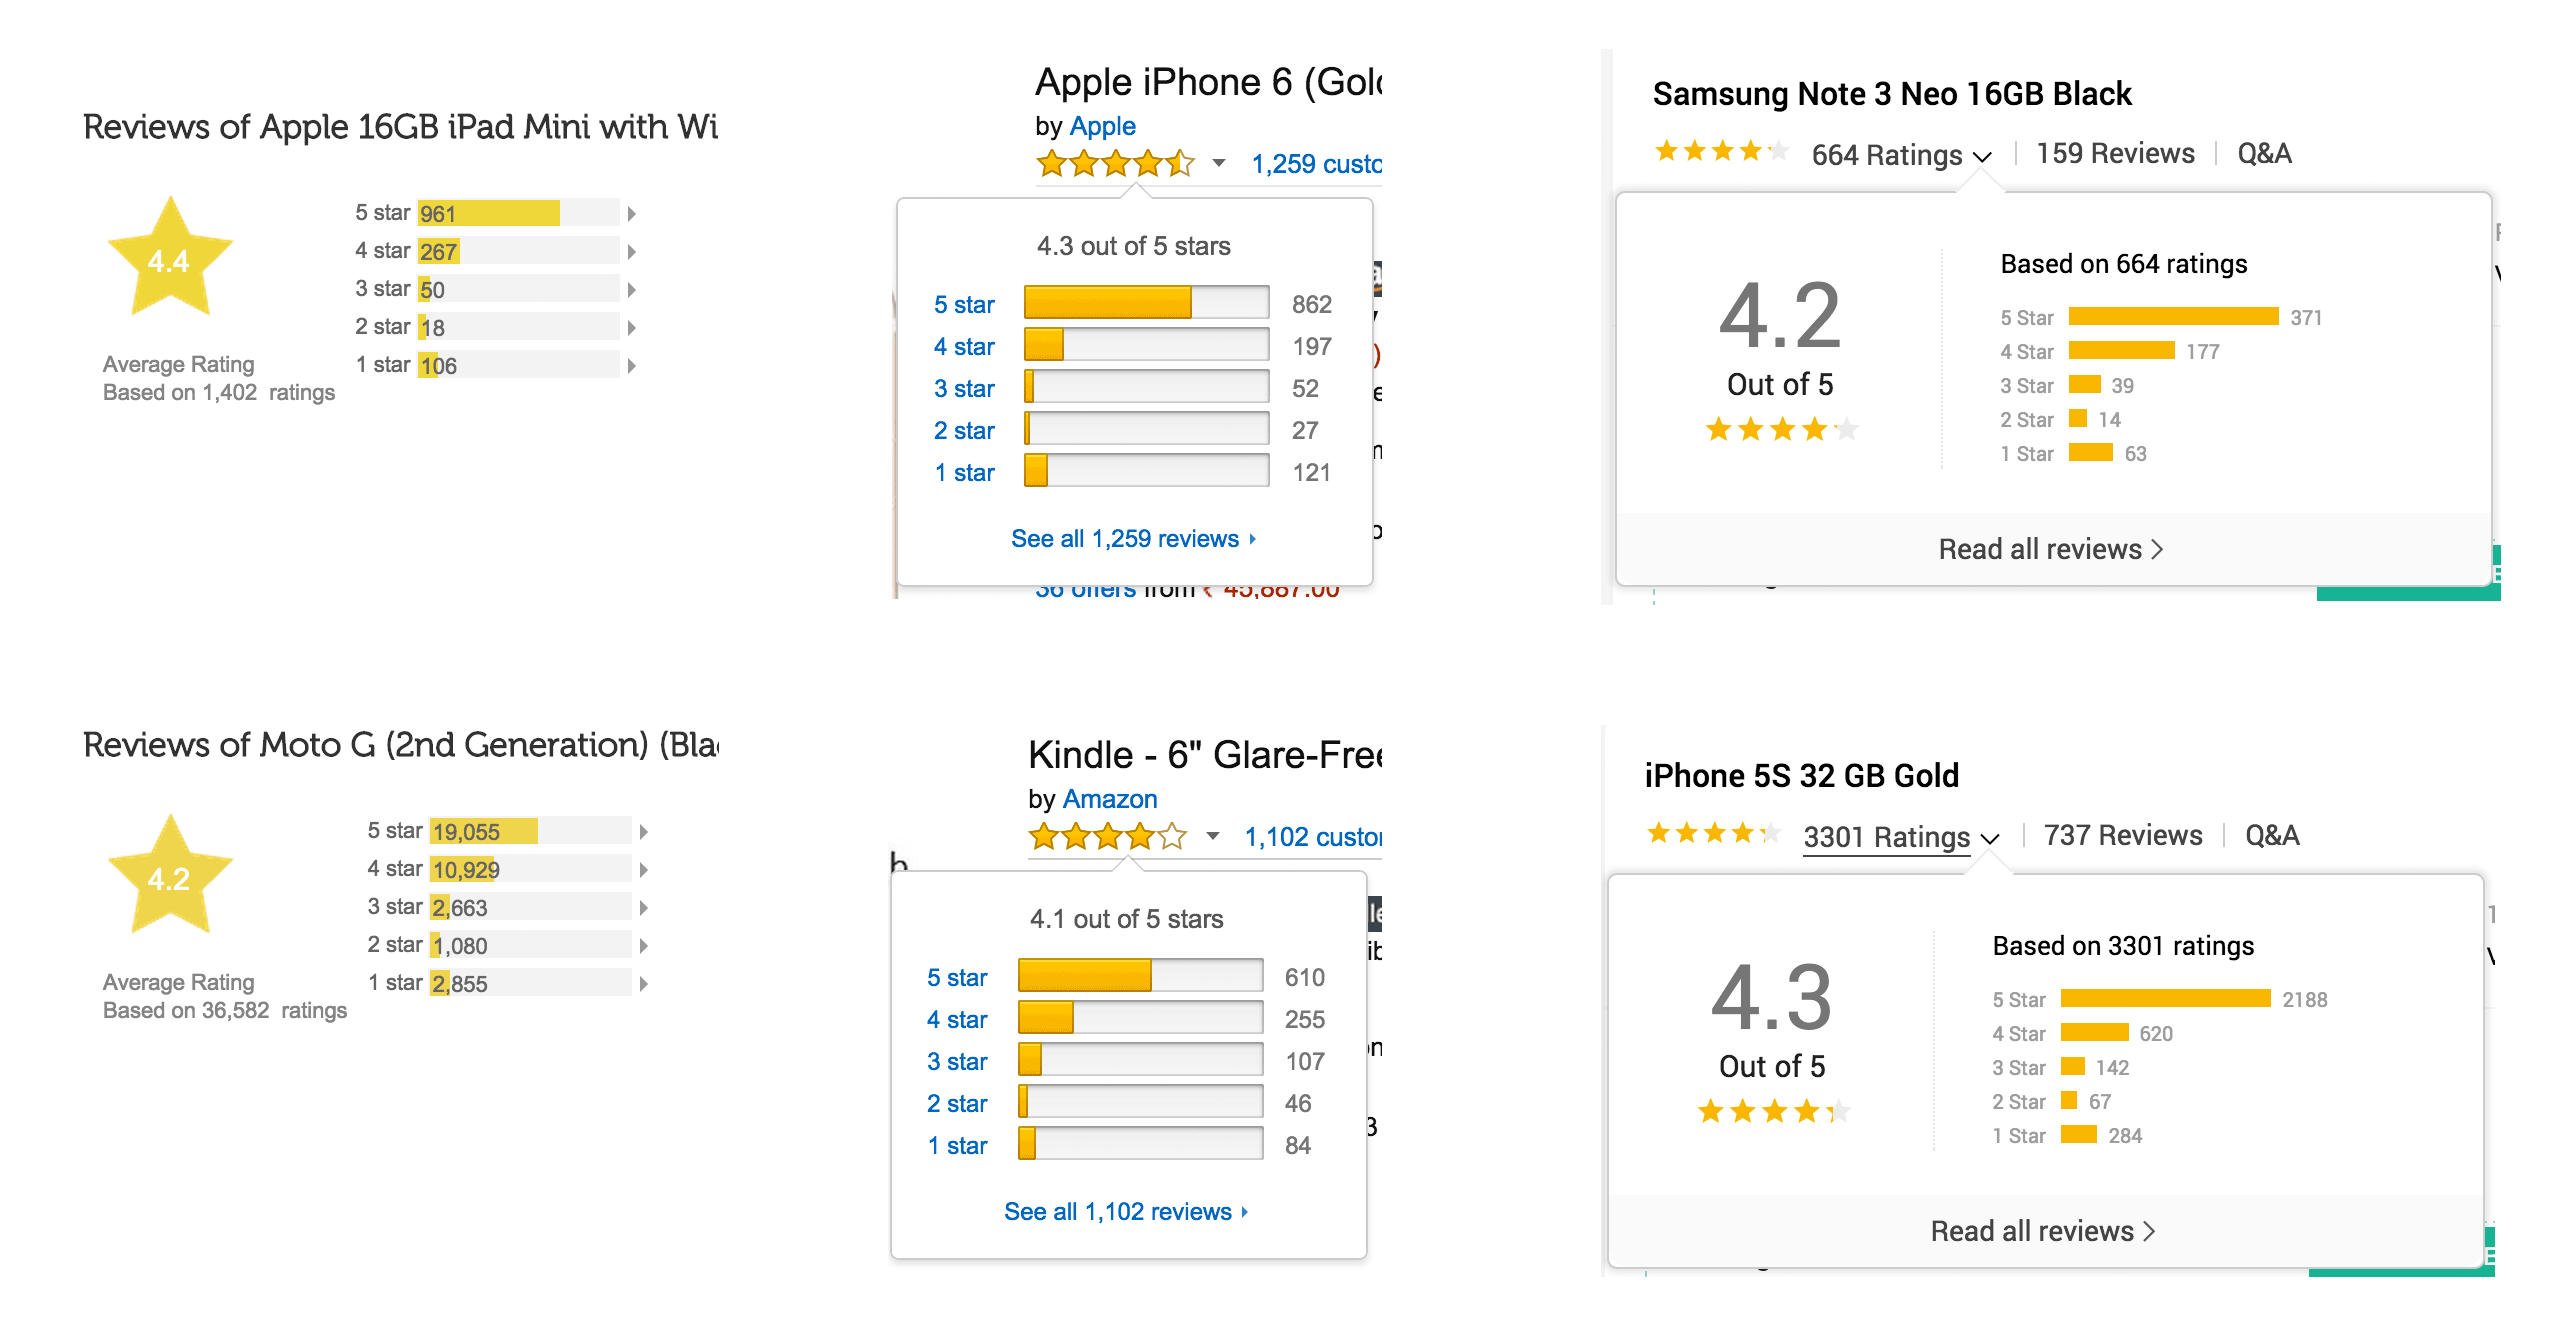 Reviews of Apple 16GB iPad Mini with Wi
4.4
Average Rating
Based on 1,402 ratings
5 star 961
4 star 267
3 star 50
2 star 18
1 star 106
Apple iPhone 6 (Gold
by Apple
1,259 custo
4.3 out of 5 stars
5 star 862
4 star 197
3 star 52
2 star 27
1 star 121
See all 1,259 reviews
36 offers from ₹ 45,887.00
Samsung Note 3 Neo 16GB Black
664 Ratings | 159 Reviews | Q&A
4.2
Out of 5
Based on 664 ratings
5 Star 371
4 Star 177
3 Star 39
2 Star 14
1 Star 63
Read all reviews
Reviews of Moto G (2nd Generation) (Bla
4.2
Average Rating
Based on 36,582 ratings
5 star 19,055
4 star 10,929
3 star 2,663
2 star 1,080
1 star 2,855
Kindle - 6" Glare-Free
by Amazon
1,102 custo
4.1 out of 5 stars
5 star 610
4 star 255
3 star 107
2 star 46
1 star 84
See all 1,102 reviews
iPhone 5S 32 GB Gold
3301 Ratings | 737 Reviews | Q&A
4.3
Out of 5
Based on 3301 ratings
5 Star 2188
4 Star 620
3 Star 142
2 Star 67
1 Star 284
Read all reviews